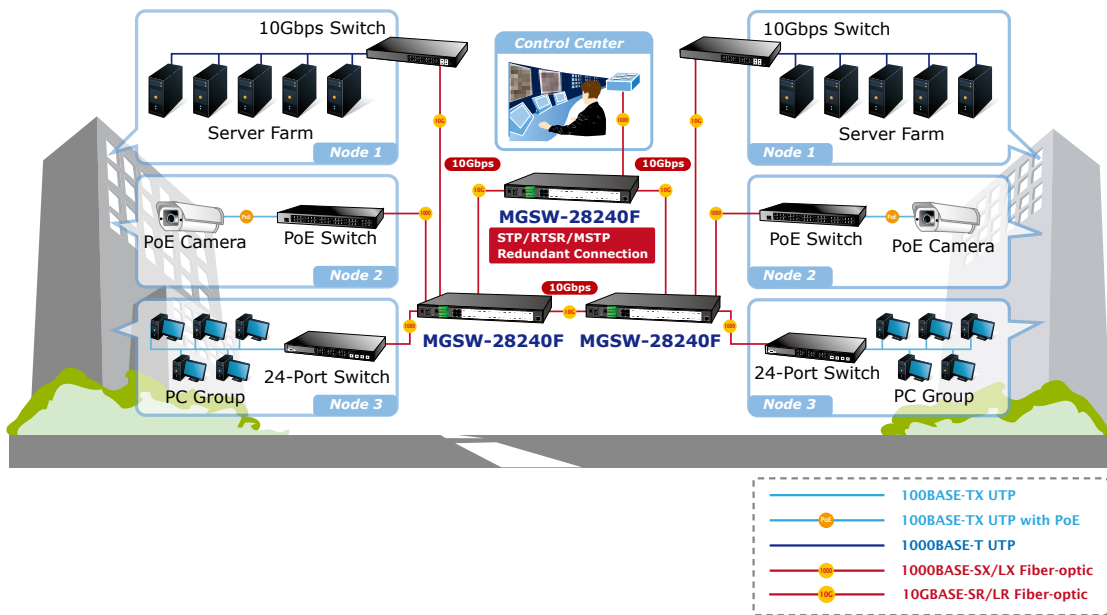 10Gbps Switch
Control Center
10Gbps Switch
Server Farm
Server Farm
Node 1
Node 1
10G
1000
10G
10Gbps
10Gbps
10G
10G
MGSW-28240F
STP/RTSR/MSTP
Redundant Connection
PoE
1000
1000
PoE
PoE Camera
PoE Switch
PoE Switch
PoE Camera
Node 2
Node 2
10Gbps
10G
1000
1000
MGSW-28240F
MGSW-28240F
24-Port Switch
24-Port Switch
PC Group
PC Group
Node 3
Node 3
100BASE-TX UTP
PoE
100BASE-TX UTP with PoE
1000BASE-T UTP
1000
1000BASE-SX/LX Fiber-optic
10G
10GBASE-SR/LR Fiber-optic